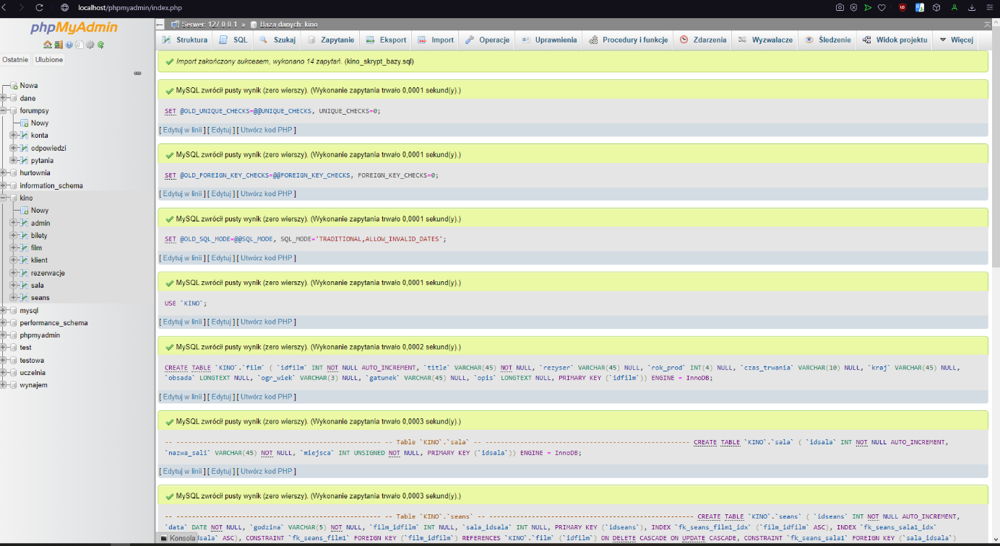 localhost/phpmyadmin/index.php
phpMyAdmin
Ostatnie Ulubione
Nowa
dane
forumpsy
Nowy
konta
odpowiedzi
pytania
hurtownia
information_schema
kino
Nowy
admin
bilety
film
klient
rezerwacje
sala
seans
mysql
performance_schema
phpmyadmin
test
testowa
uczelnia
wynajem
Serwer: 127.0.0.1 » Baza danych: kino
Struktura SQL Szukaj Zapytanie Eksport Import Operacje Uprawnienia Procedury i funkcje Zdarzenia Wyzwalacze Śledzenie Widok projektu Więcej
Import zakończony sukcesem, wykonano 14 zapytań. (kino_skrypt_bazy.sql)
MySQL zwrócił pusty wynik (zero wierszy). (Wykonanie zapytania trwało 0,0001 sekund(y).)
SET @OLD_UNIQUE_CHECKS=@@UNIQUE_CHECKS, UNIQUE_CHECKS=0;
[ Edytuj w linii ] [ Edytuj ] [ Utwórz kod PHP ]
MySQL zwrócił pusty wynik (zero wierszy). (Wykonanie zapytania trwało 0,0001 sekund(y).)
SET @OLD_FOREIGN_KEY_CHECKS=@@FOREIGN_KEY_CHECKS, FOREIGN_KEY_CHECKS=0;
[ Edytuj w linii ] [ Edytuj ] [ Utwórz kod PHP ]
MySQL zwrócił pusty wynik (zero wierszy). (Wykonanie zapytania trwało 0,0001 sekund(y).)
SET @OLD_SQL_MODE=@@SQL_MODE, SQL_MODE='TRADITIONAL,ALLOW_INVALID_DATES';
[ Edytuj w linii ] [ Edytuj ] [ Utwórz kod PHP ]
MySQL zwrócił pusty wynik (zero wierszy). (Wykonanie zapytania trwało 0,0001 sekund(y).)
USE `KINO`;
[ Edytuj w linii ] [ Edytuj ] [ Utwórz kod PHP ]
MySQL zwrócił pusty wynik (zero wierszy). (Wykonanie zapytania trwało 0,0002 sekund(y).)
CREATE TABLE `KINO`.`film` ( `idfilm` INT NOT NULL AUTO_INCREMENT, `title` VARCHAR(45) NOT NULL, `rezyser` VARCHAR(45) NULL, `rok_prod` INT(4) NULL, `czas_trwania` VARCHAR(10) NULL, `kraj` VARCHAR(45) NULL,
`obsada` LONGTEXT NULL, `ogr_wiek` VARCHAR(3) NULL, `gatunek` VARCHAR(45) NULL, `opis` LONGTEXT NULL, PRIMARY KEY (`idfilm`)) ENGINE = InnoDB;
[ Edytuj w linii ] [ Edytuj ] [ Utwórz kod PHP ]
MySQL zwrócił pusty wynik (zero wierszy). (Wykonanie zapytania trwało 0,0003 sekund(y).)
-- ----------------------------------------------------- -- Table `KINO`.`sala` -- ----------------------------------------------------- CREATE TABLE `KINO`.`sala` ( `idsala` INT NOT NULL AUTO_INCREMENT,
`nazwa_sali` VARCHAR(45) NOT NULL, `miejsca` INT UNSIGNED NOT NULL, PRIMARY KEY (`idsala`)) ENGINE = InnoDB;
[ Edytuj w linii ] [ Edytuj ] [ Utwórz kod PHP ]
MySQL zwrócił pusty wynik (zero wierszy). (Wykonanie zapytania trwało 0,0003 sekund(y).)
-- ----------------------------------------------------- -- Table `KINO`.`seans` -- ----------------------------------------------------- CREATE TABLE `KINO`.`seans` ( `idseans` INT NOT NULL AUTO_INCREMENT,
`data` DATE NOT NULL, `godzina` VARCHAR(5) NOT NULL, `film_idfilm` INT NULL, `sala_idsala` INT NULL, PRIMARY KEY (`idseans`), INDEX `fk_seans_film1_idx` (`film_idfilm` ASC), INDEX `fk_seans_sala1_idx`
Konsola dsala` ASC), CONSTRAINT `fk_seans_film1` FOREIGN KEY (`film_idfilm`) REFERENCES `KINO`.`film` (`idfilm`) ON DELETE CASCADE ON UPDATE CASCADE, CONSTRAINT `fk_seans_sala1` FOREIGN KEY (`sala_idsala`)